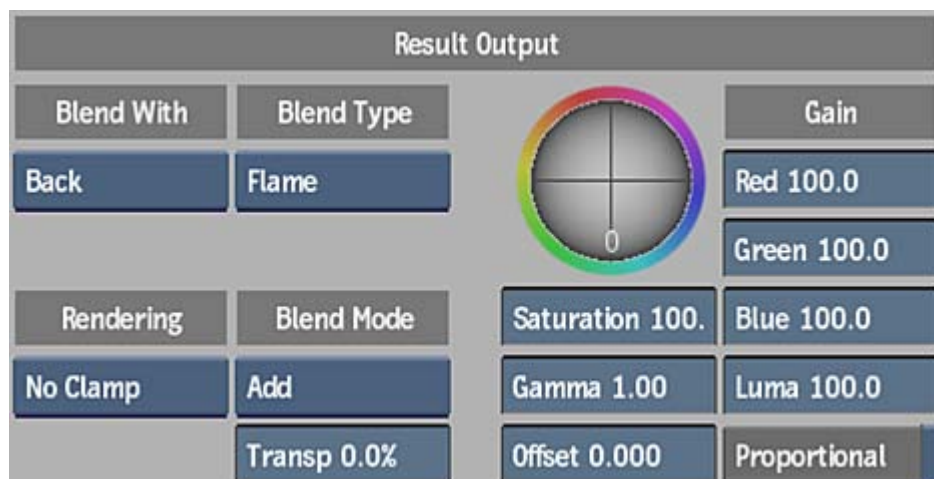 Result Output
Blend With
Blend Type
Gain
Back
Flame
Red 100.0
0
Green 100.0
Rendering
Blend Mode
Saturation 100.
Blue 100.0
No Clamp
Add
Gamma 1.00
Luma 100.0
Transp 0.0%
Offset 0.000
Proportional